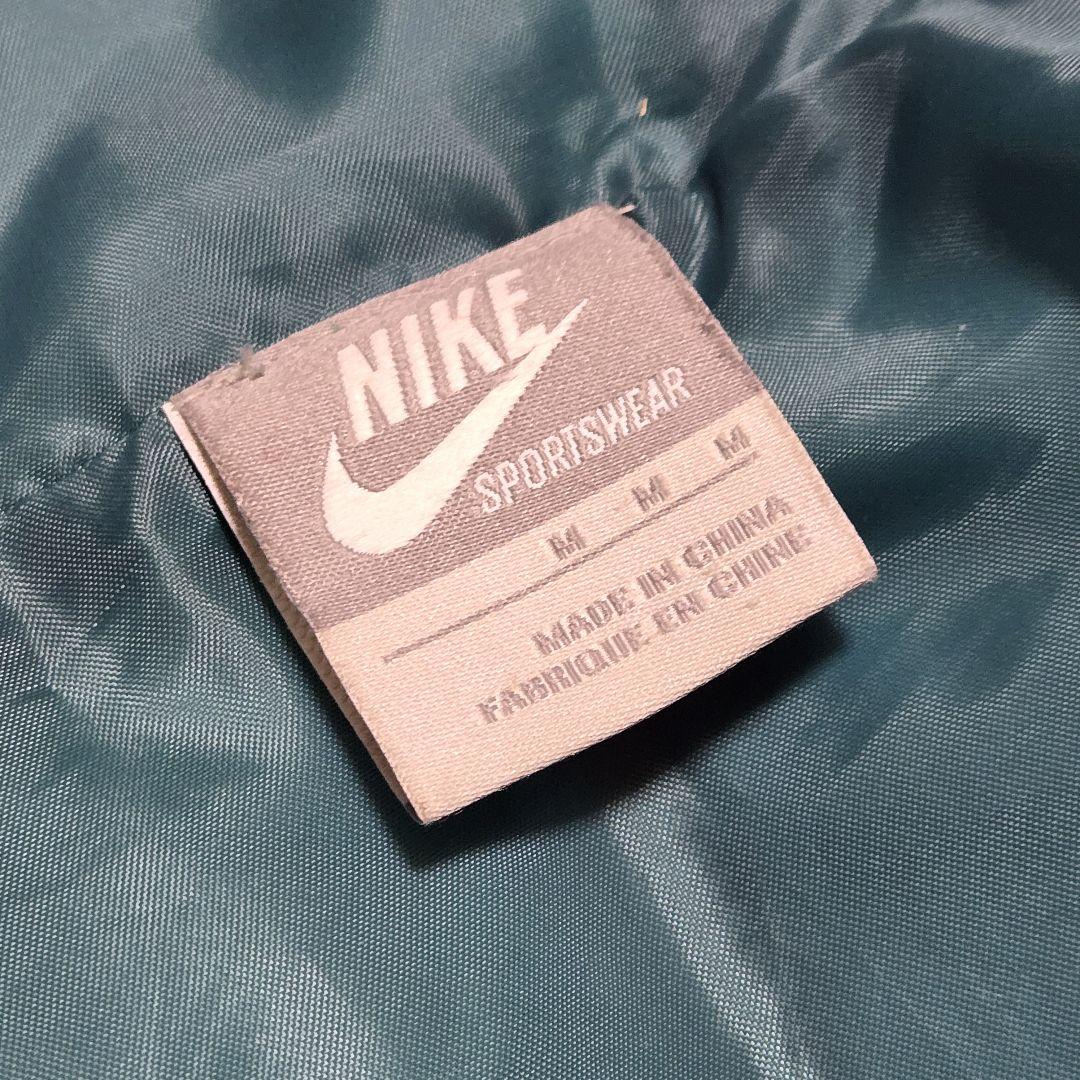 NIKE
SPORTSWEAR
M M M
MADE IN CHINA
FABRIQUE EN CHINE